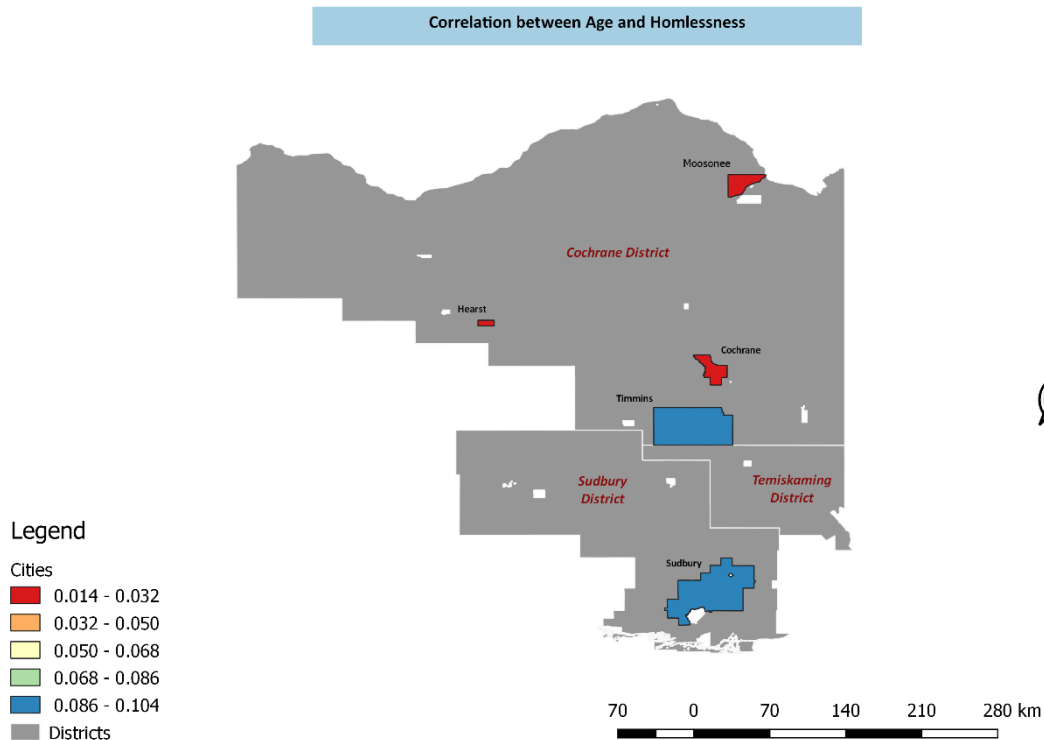 Correlation between Age and Homlessness
Moosonee
Cochrane District
Hearst
Cochrane
Timmins
Sudbury
District
Temiskaming
District
Sudbury
Legend
Cities
0.014 - 0.032
0.032 - 0.050
0.050 - 0.068
0.068 - 0.086
0.086 - 0.104
Districts
70 0 70 140 210 280 km